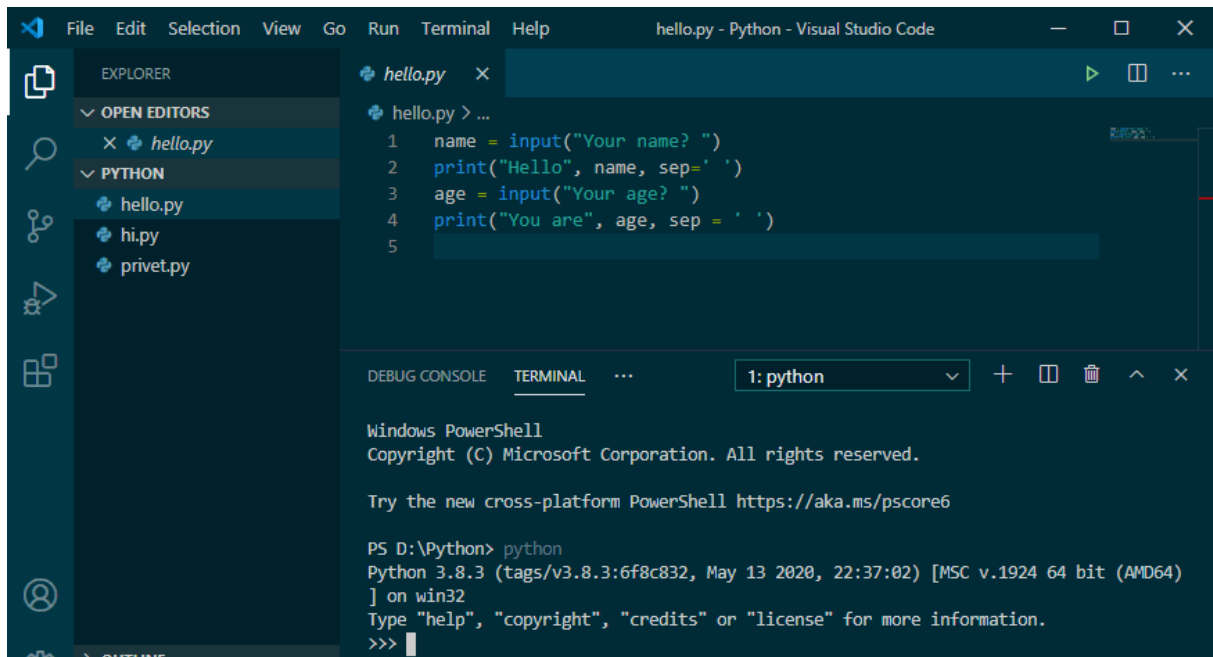 File Edit Selection View Go Run Terminal Help hello.py - Python - Visual Studio Code
EXPLORER
OPEN EDITORS
hello.py
PYTHON
hello.py
hi.py
privet.py
OUTLINE
hello.py
hello.py > ...
1 name = input("Your name? ")
2 print("Hello", name, sep=' ')
3 age = input("Your age? ")
4 print("You are", age, sep = ' ')
5
DEBUG CONSOLE TERMINAL ... 1: python
Windows PowerShell
Copyright (C) Microsoft Corporation. All rights reserved.
Try the new cross-platform PowerShell https://aka.ms/pscore6
PS D:\Python> python
Python 3.8.3 (tags/v3.8.3:6f8c832, May 13 2020, 22:37:02) [MSC v.1924 64 bit (AMD64)
] on win32
Type "help", "copyright", "credits" or "license" for more information.
>>>